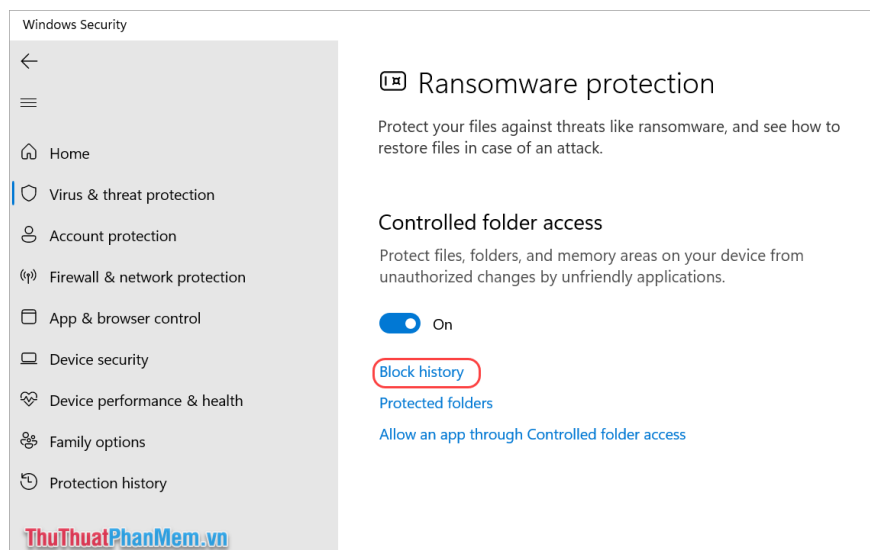 Windows Security
Home
Virus & threat protection
Account protection
Firewall & network protection
App & browser control
Device security
Device performance & health
Family options
Protection history
Ransomware protection
Protect your files against threats like ransomware, and see how to
restore files in case of an attack.
Controlled folder access
Protect files, folders, and memory areas on your device from
unauthorized changes by unfriendly applications.
On
Block history
Protected folders
Allow an app through Controlled folder access
ThuThuatPhanMem.vn